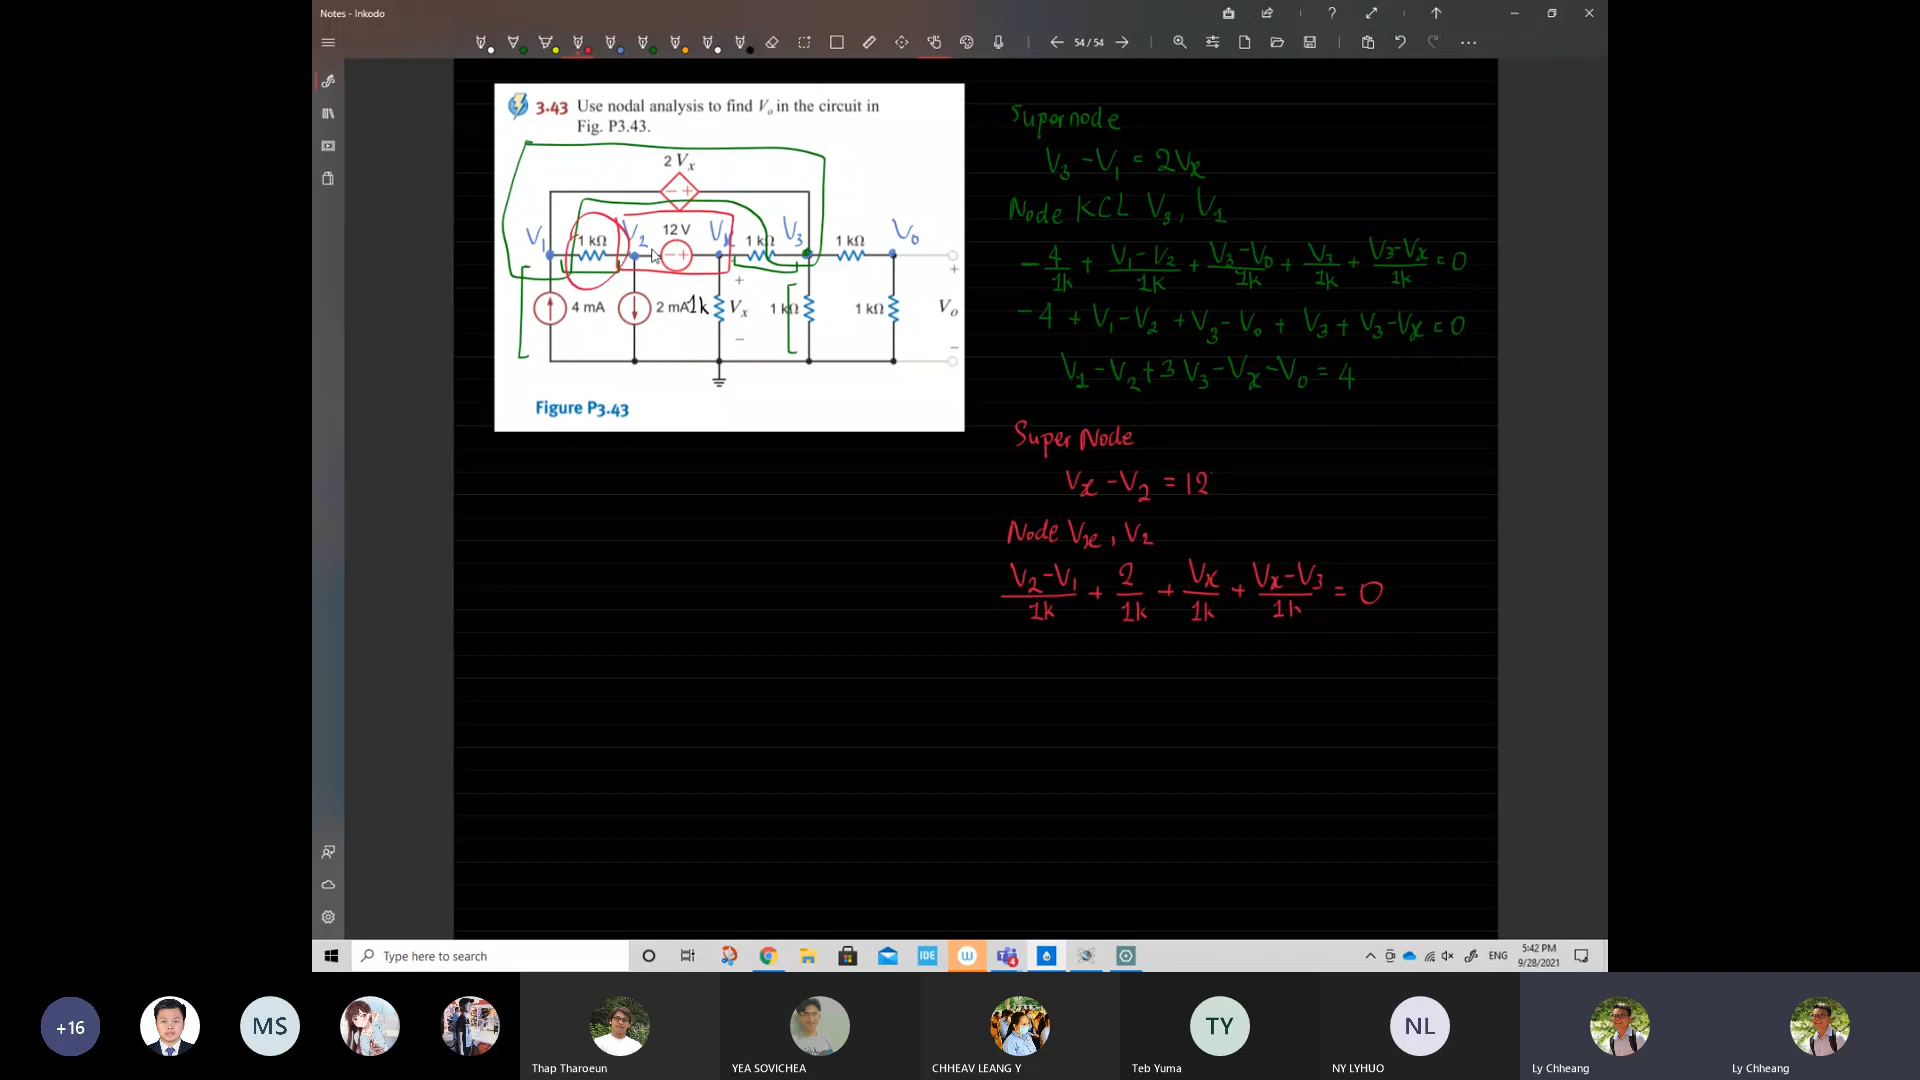 Notes - Inkodo
54 / 54
3.43 Use nodal analysis to find Vo in the circuit in
Fig. P3.43.
2 Vx
V1 1 kΩ V2 12 V Vx 1 kΩ V3 1 kΩ Vo
- +
- +
+ +
4 mA 2 mA 1k Vx 1 kΩ 1 kΩ Vo
- -
Figure P3.43
Supernode
V3 - V1 = 2Vx
Node KCL V3, V1
-4/1k + (V1-V2)/1k + (V3-Vo)/1k + V3/1k + (V3-Vx)/1k = 0
-4 + V1-V2 + V3-Vo + V3 + V3-Vx = 0
V1 - V2 + 3V3 - Vx - Vo = 4
Super Node
Vx - V2 = 12
Node Vx, V2
(V2-V1)/1k + 2/1k + Vx/1k + (Vx-V3)/1k = 0
Type here to search
IDE
4
ENG
5:42 PM
9/28/2021
+16
MS
TY
NL
Thap Tharoeun
YEA SOVICHEA
CHHEAV LEANG Y
Teb Yuma
NY LYHUO
Ly Chheang
Ly Chheang